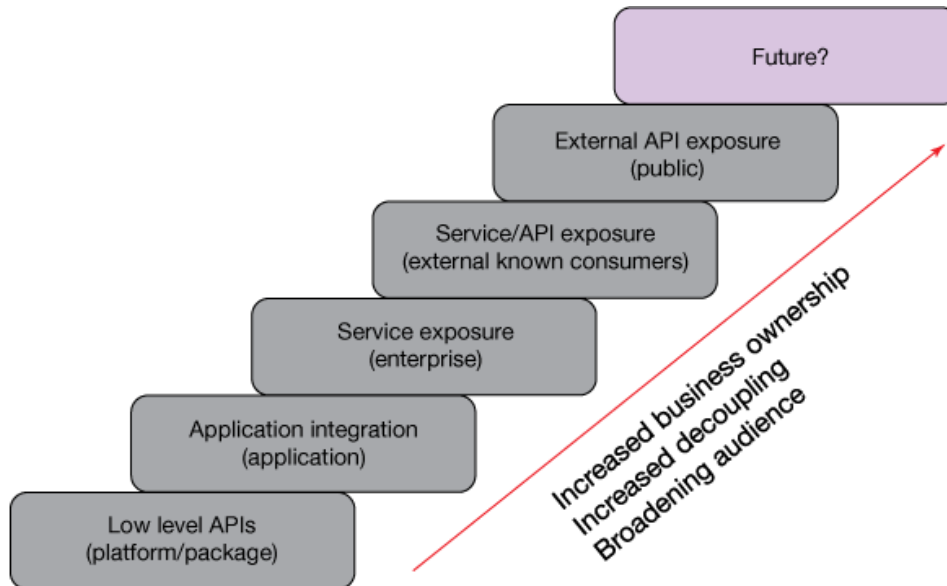 Future?
External API exposure
(public)
Service/API exposure
(external known consumers)
Service exposure
(enterprise)
Application integration
(application)
Low level APIs
(platform/package)
Increased business ownership
Increased decoupling
Broadening audience